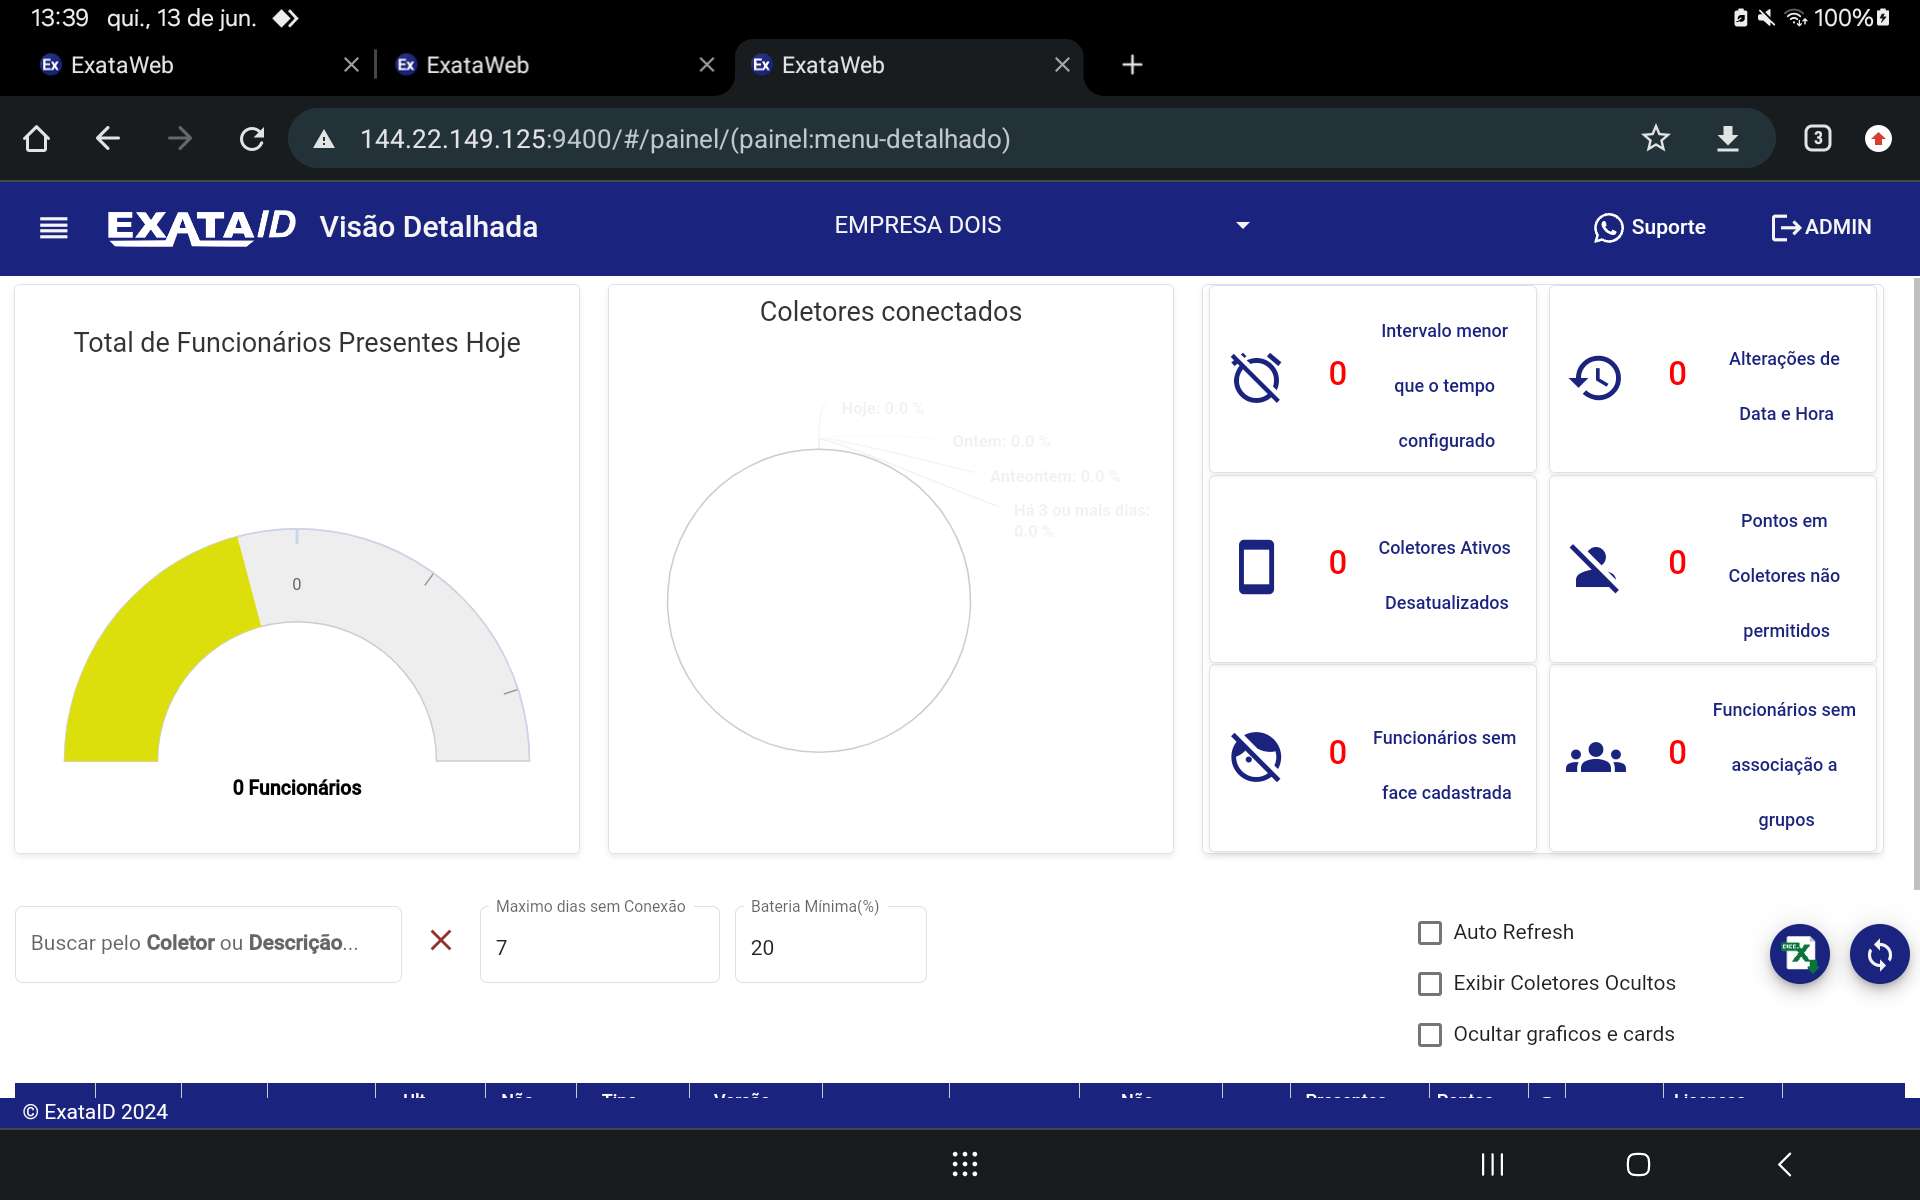 13:39 qui., 13 de jun. 100%
ExataWeb ExataWeb ExataWeb
144.22.149.125:9400/#/painel/(painel:menu-detalhado) 3
EXATAID Visão Detalhada EMPRESA DOIS Suporte ADMIN
Total de Funcionários Presentes Hoje
0
0 Funcionários
Coletores conectados
Hoje: 0.0 %
Ontem: 0.0 %
Anteontem: 0.0 %
Há 3 ou mais dias:
0.0 %
0 Intervalo menor
que o tempo
configurado
0 Alterações de
Data e Hora
0 Coletores Ativos
Desatualizados
0 Pontos em
Coletores não
permitidos
0 Funcionários sem
face cadastrada
0 Funcionários sem
associação a
grupos
Buscar pelo Coletor ou Descrição...
Maximo dias sem Conexão
7
Bateria Mínima(%)
20
Auto Refresh
Exibir Coletores Ocultos
Ocultar graficos e cards
© ExataID 2024